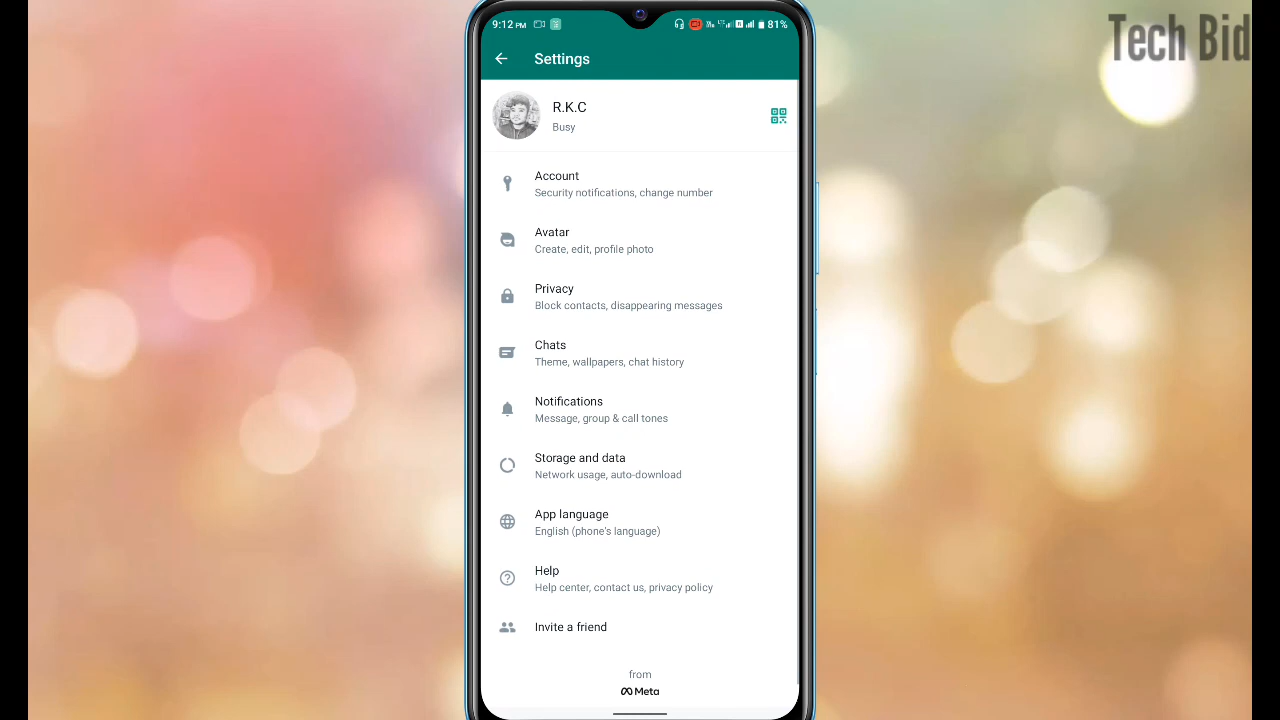 Tech Bid
9:12 PM 81%
Settings
R.K.C
Busy
Account
Security notifications, change number
Avatar
Create, edit, profile photo
Privacy
Block contacts, disappearing messages
Chats
Theme, wallpapers, chat history
Notifications
Message, group & call tones
Storage and data
Network usage, auto-download
App language
English (phone's language)
Help
Help center, contact us, privacy policy
Invite a friend
from
Meta